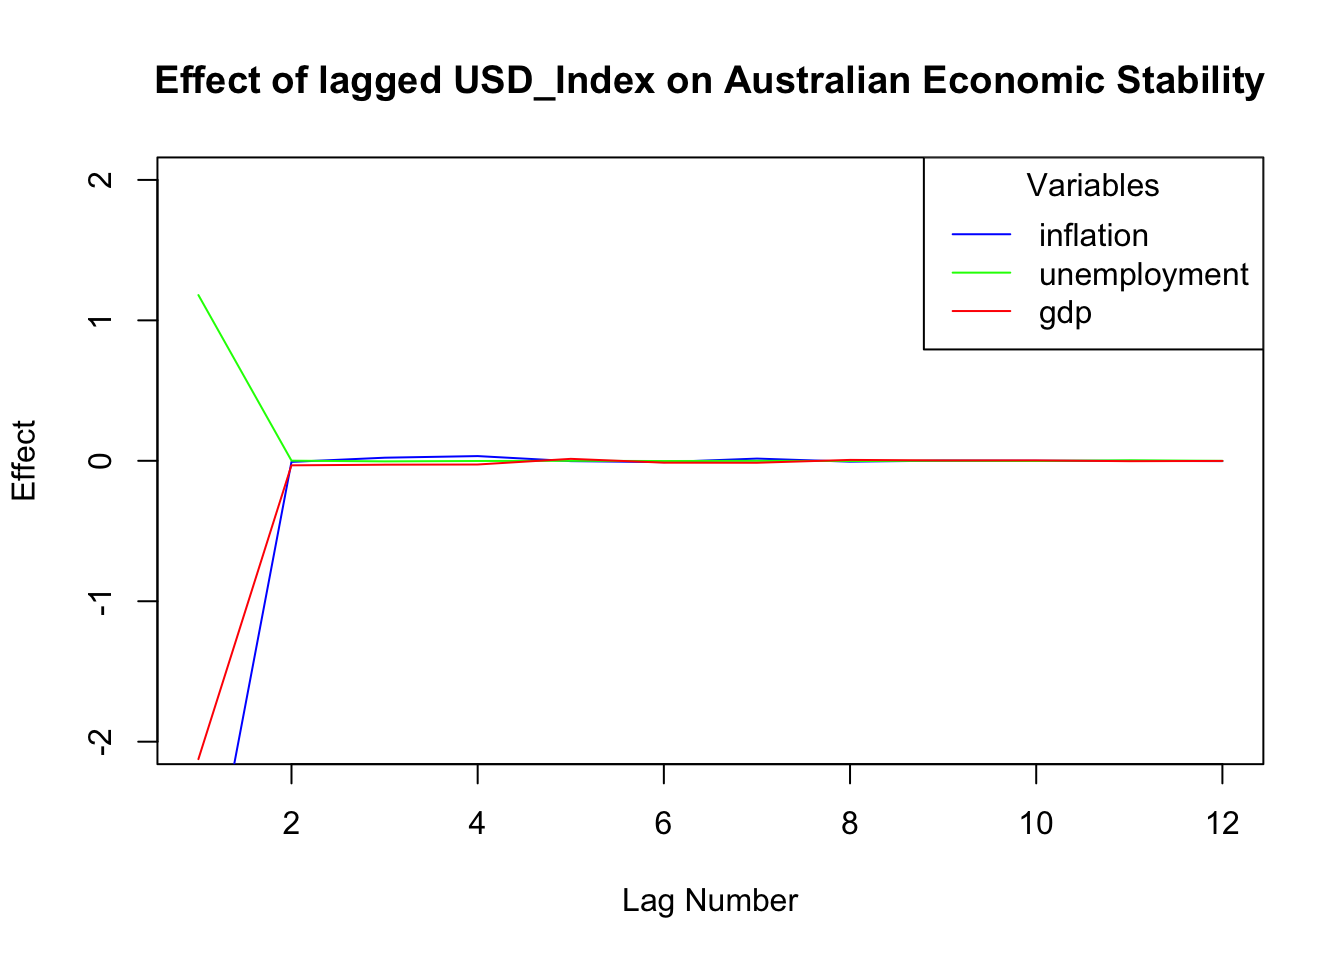 Effect of lagged USD_Index on Australian Economic Stability
Variables
inflation
unemployment
gdp
2
1
0
-1
-2
Effect
2 4 6 8 10 12
Lag Number